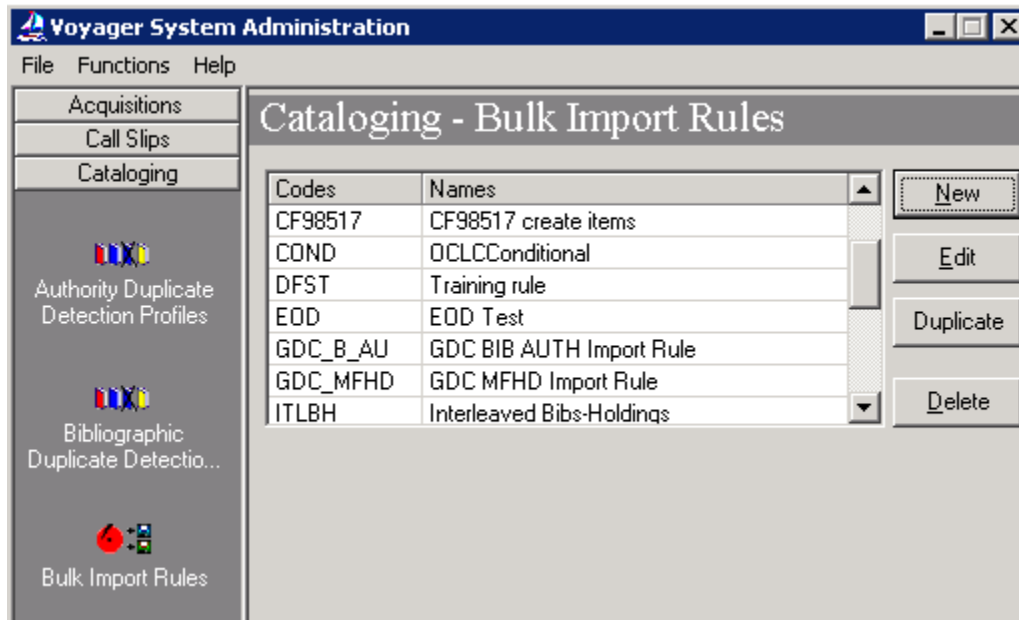 Voyager System Administration
File Functions Help
Acquisitions
Call Slips
Cataloging
Authority Duplicate
Detection Profiles
Bibliographic
Duplicate Detectio...
Bulk Import Rules
Cataloging - Bulk Import Rules
Codes Names
CF98517 CF98517 create items
COND OCLCConditional
DFST Training rule
EOD EOD Test
GDC_B_AU GDC BIB AUTH Import Rule
GDC_MFHD GDC MFHD Import Rule
ITLBH Interleaved Bibs-Holdings
New
Edit
Duplicate
Delete